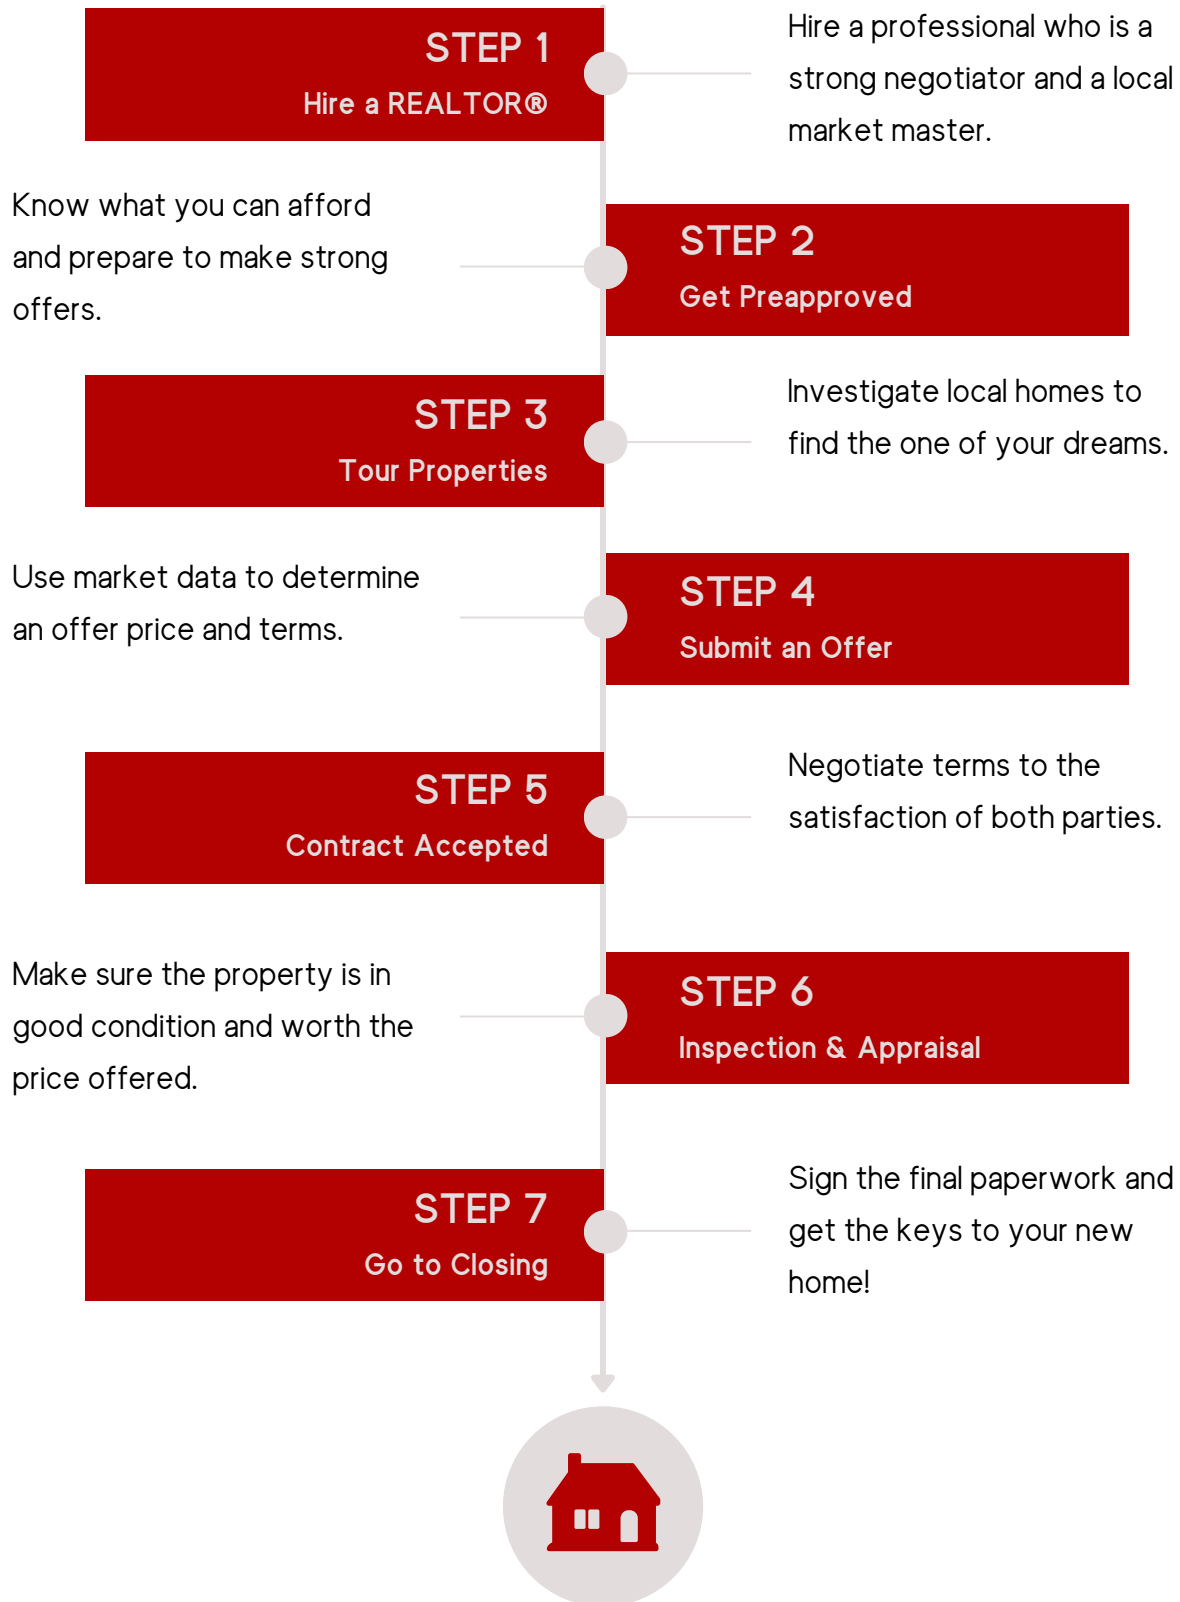 STEP 1
Hire a REALTOR®
Hire a professional who is a
strong negotiator and a local
market master.
Know what you can afford
and prepare to make strong
offers.
STEP 2
Get Preapproved
STEP 3
Tour Properties
Investigate local homes to
find the one of your dreams.
Use market data to determine
an offer price and terms.
STEP 4
Submit an Offer
STEP 5
Contract Accepted
Negotiate terms to the
satisfaction of both parties.
Make sure the property is in
good condition and worth the
price offered.
STEP 6
Inspection & Appraisal
STEP 7
Go to Closing
Sign the final paperwork and
get the keys to your new
home!